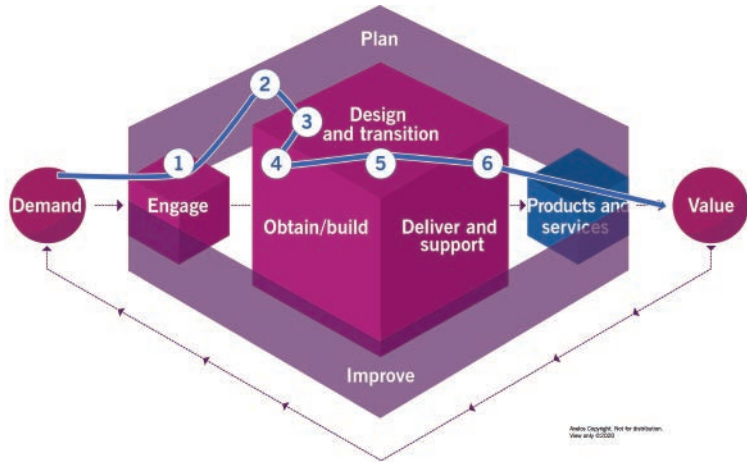 Plan
2
3
Design
and transition
1
4
5
6
Demand
Engage
Obtain/build
Deliver and
support
Products and
services
Value
Improve
Axelos Copyright. Not for distribution.
View only ©2020